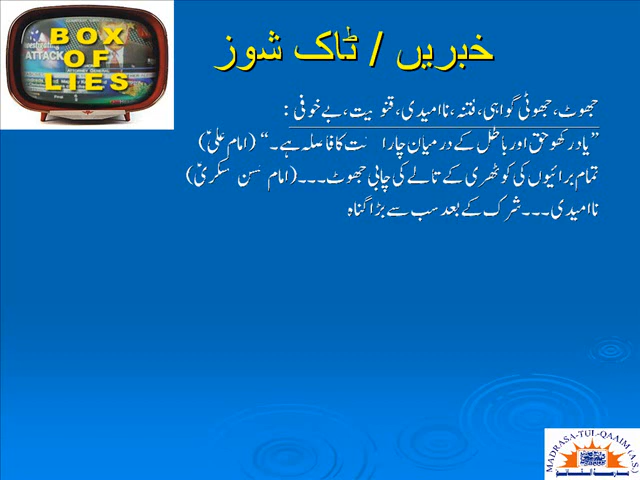 BOX
OF
LIES
ATTACK
خبریں / ٹاک شوز
جھوٹ، جھوٹی گواہی، فتنہ، ناامیدی، قنوطیت، بے خوفی :
”یاد رکھو حق اور باطل کے درمیان چار انگشت کا فاصلہ ہے۔“ (امام علیؑ)
تمام برائیوں کی کوٹھری کے تالے کی چابی جھوٹ۔۔۔(امام حسن عسکریؑ)
ناامیدی۔۔۔شرک کے بعد سب سے بڑا گناہ
MADRASA-TUL-QAAIM (A.S)